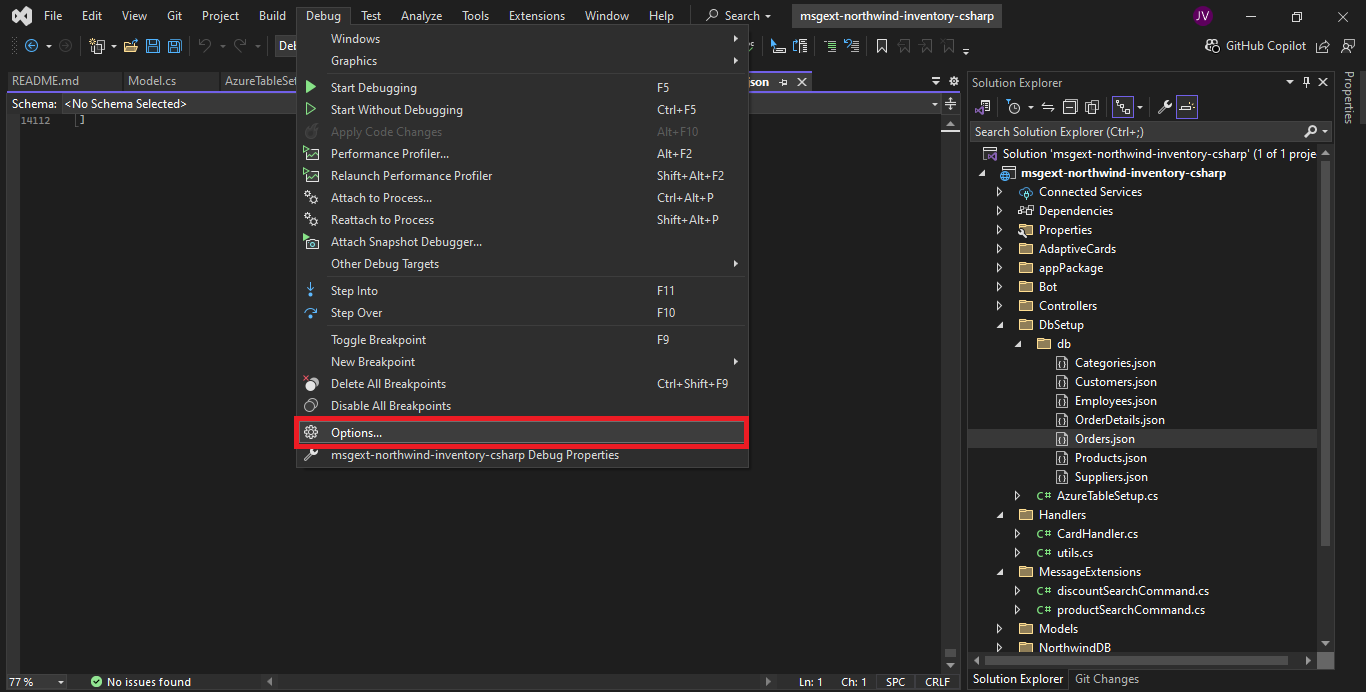 File Edit View Git Project Build Debug Test Analyze Tools Extensions Window Help Search msgext-northwind-inventory-csharp JV
GitHub Copilot
README.md Model.cs AzureTableSet
Schema: <No Schema Selected>
14112 ]
Windows
Graphics
Start Debugging F5
Start Without Debugging Ctrl+F5
Apply Code Changes Alt+F10
Performance Profiler... Alt+F2
Relaunch Performance Profiler Shift+Alt+F2
Attach to Process... Ctrl+Alt+P
Reattach to Process Shift+Alt+P
Attach Snapshot Debugger...
Other Debug Targets
Step Into F11
Step Over F10
Toggle Breakpoint F9
New Breakpoint
Delete All Breakpoints Ctrl+Shift+F9
Disable All Breakpoints
Options...
msgext-northwind-inventory-csharp Debug Properties
Solution Explorer
Search Solution Explorer (Ctrl+;)
Solution 'msgext-northwind-inventory-csharp' (1 of 1 proje
msgext-northwind-inventory-csharp
Connected Services
Dependencies
Properties
AdaptiveCards
appPackage
Bot
Controllers
DbSetup
db
Categories.json
Customers.json
Employees.json
OrderDetails.json
Orders.json
Products.json
Suppliers.json
C# AzureTableSetup.cs
Handlers
C# CardHandler.cs
C# utils.cs
MessageExtensions
C# discountSearchCommand.cs
C# productSearchCommand.cs
Models
NorthwindDB
Solution Explorer Git Changes
Properties
77 % No issues found Ln: 1 Ch: 1 SPC CRLF